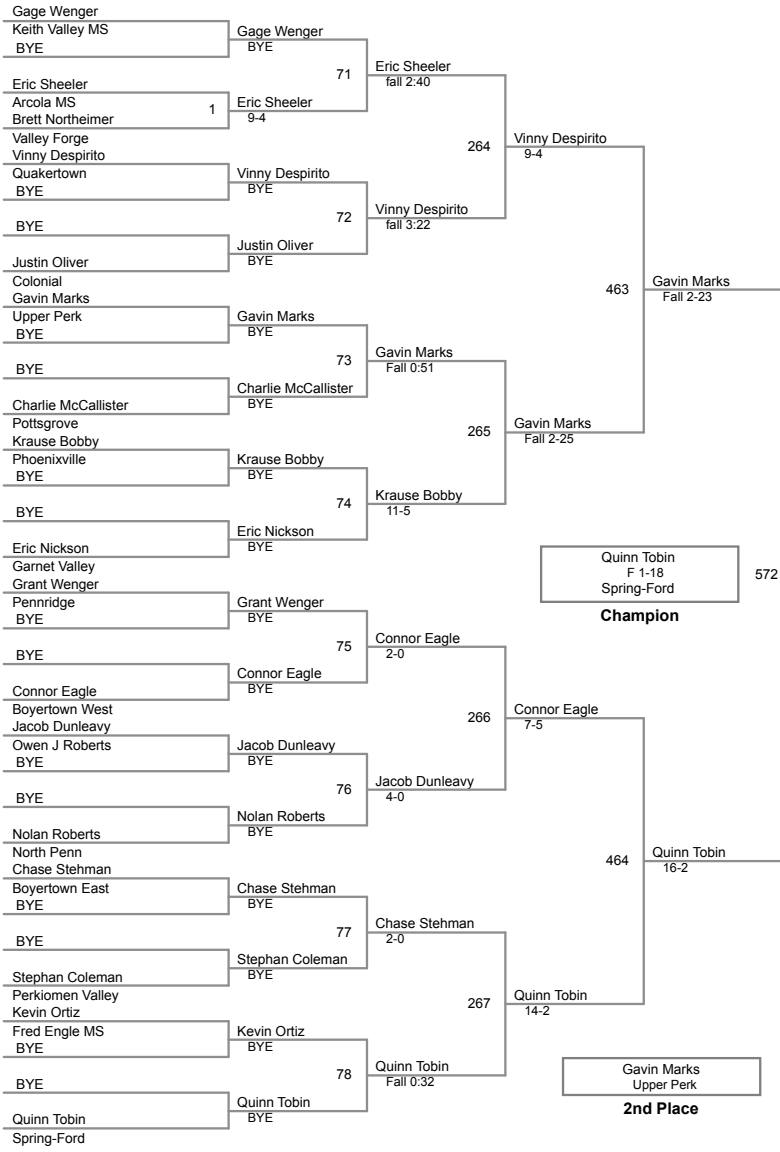 Gage Wenger
Keith Valley MS
BYE
Eric Sheeler
Arcola MS
Brett Northeimer
Valley Forge
Vinny Despirito
Quakertown
BYE
BYE
Justin Oliver
Colonial
Gavin Marks
Upper Perk
BYE
BYE
Charlie McCallister
Pottsgrove
Krause Bobby
Phoenixville
BYE
BYE
Eric Nickson
Garnet Valley
Grant Wenger
Pennridge
BYE
BYE
Connor Eagle
Boyertown West
Jacob Dunleavy
Owen J Roberts
BYE
BYE
Nolan Roberts
North Penn
Chase Stehman
Boyertown East
BYE
BYE
Stephan Coleman
Perkiomen Valley
Kevin Ortiz
Fred Engle MS
BYE
BYE
Quinn Tobin
Spring-Ford
1
Gage Wenger
BYE
Eric Sheeler
9-4
Vinny Despirito
BYE
Justin Oliver
BYE
Gavin Marks
BYE
Charlie McCallister
BYE
Krause Bobby
BYE
Eric Nickson
BYE
Grant Wenger
BYE
Connor Eagle
BYE
Jacob Dunleavy
BYE
Nolan Roberts
BYE
Chase Stehman
BYE
Stephan Coleman
BYE
Kevin Ortiz
BYE
Quinn Tobin
BYE
71
72
73
74
75
76
77
78
Eric Sheeler
fall 2:40
Vinny Despirito
fall 3:22
Gavin Marks
Fall 0:51
Krause Bobby
11-5
Connor Eagle
2-0
Jacob Dunleavy
4-0
Chase Stehman
2-0
Quinn Tobin
Fall 0:32
264
265
266
267
Vinny Despirito
9-4
Gavin Marks
Fall 2-25
Connor Eagle
7-5
Quinn Tobin
14-2
463
464
Gavin Marks
Fall 2-23
Quinn Tobin
16-2
Quinn Tobin
F 1-18
Spring-Ford
572
Champion
Gavin Marks
Upper Perk
2nd Place